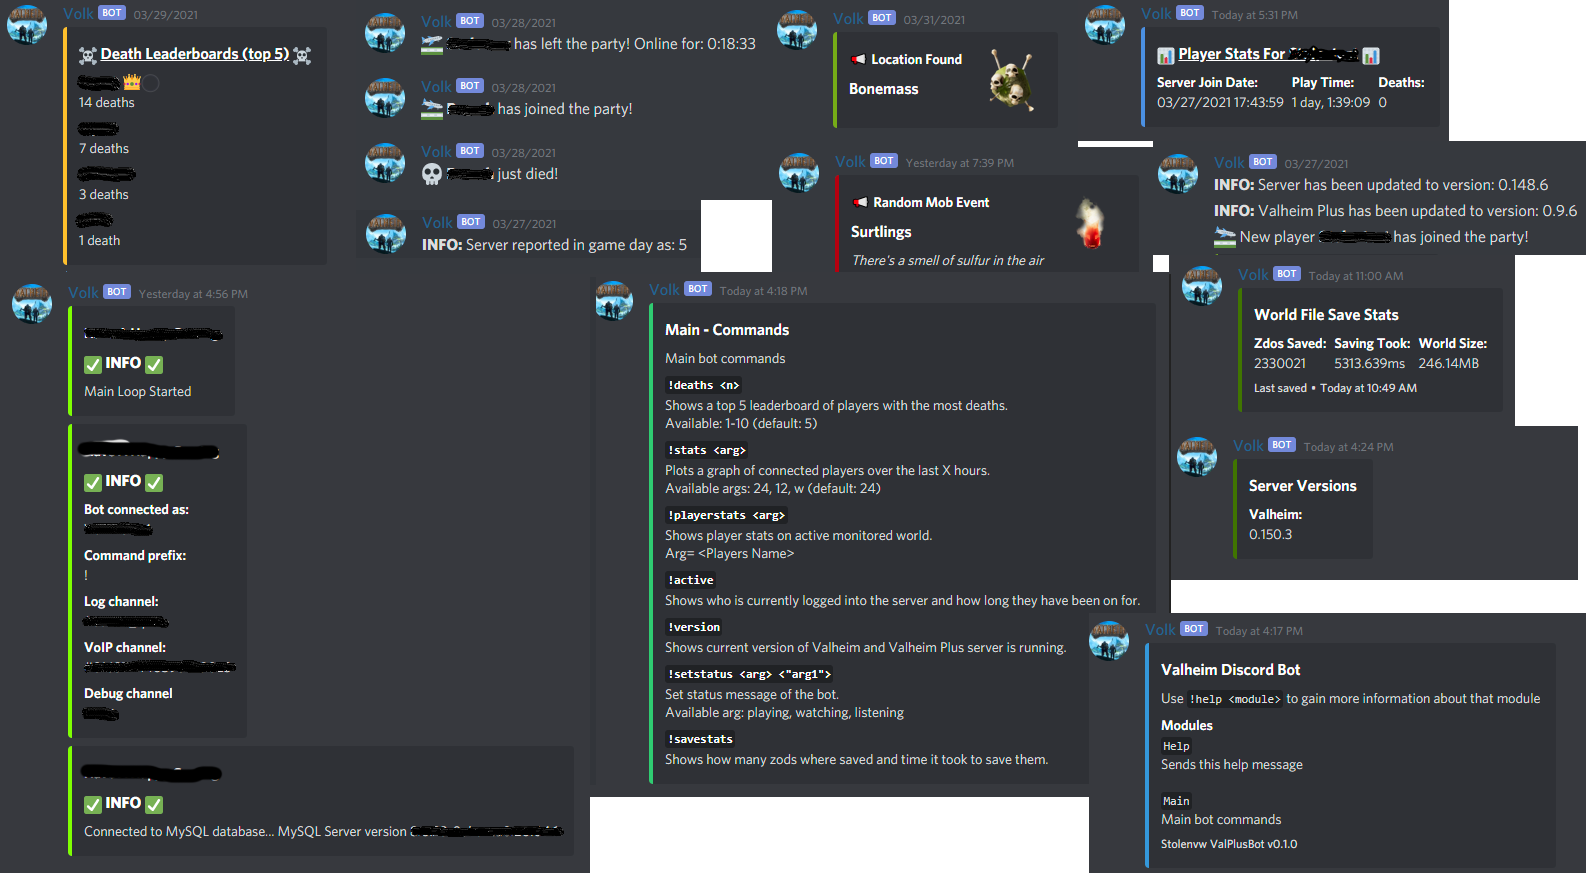 Volk BOT 03/29/2021
Death Leaderboards (top 5)
14 deaths
7 deaths
3 deaths
1 death
Volk BOT 03/28/2021
has left the party! Online for: 0:18:33
Volk BOT 03/28/2021
has joined the party!
Volk BOT 03/28/2021
just died!
Volk BOT 03/27/2021
INFO: Server reported in game day as: 5
Volk BOT 03/31/2021
Location Found
Bonemass
Volk BOT Today at 5:31 PM
Player Stats For
Server Join Date: Play Time: Deaths:
03/27/2021 17:43:59 1 day, 1:39:09 0
Volk BOT Yesterday at 7:39 PM
Random Mob Event
Surtlings
There's a smell of sulfur in the air
Volk BOT 03/27/2021
INFO: Server has been updated to version: 0.148.6
INFO: Valheim Plus has been updated to version: 0.9.6
New player has joined the party!
Volk BOT Yesterday at 4:56 PM
INFO
Main Loop Started
INFO
Bot connected as:
Command prefix:
!
Log channel:
VoIP channel:
Debug channel
INFO
Connected to MySQL database... MySQL Server version
Volk BOT Today at 4:18 PM
Main - Commands
Main bot commands
!deaths <n>
Shows a top 5 leaderboard of players with the most deaths.
Available: 1-10 (default: 5)
!stats <arg>
Plots a graph of connected players over the last X hours.
Available args: 24, 12, w (default: 24)
!playerstats <arg>
Shows player stats on active monitored world.
Arg= <Players Name>
!active
Shows who is currently logged into the server and how long they have been on for.
!version
Shows current version of Valheim and Valheim Plus server is running.
!setstatus <arg> <"arg1">
Set status message of the bot.
Available arg: playing, watching, listening
!savestats
Shows how many zods where saved and time it took to save them.
Volk BOT Today at 11:00 AM
World File Save Stats
Zdos Saved: Saving Took: World Size:
2330021 5313.639ms 246.14MB
Last saved • Today at 10:49 AM
Volk BOT Today at 4:24 PM
Server Versions
Valheim:
0.150.3
Volk BOT Today at 4:17 PM
Valheim Discord Bot
Use !help <module> to gain more information about that module
Modules
Help
Sends this help message
Main
Main bot commands
Stolenvw ValPlusBot v0.1.0